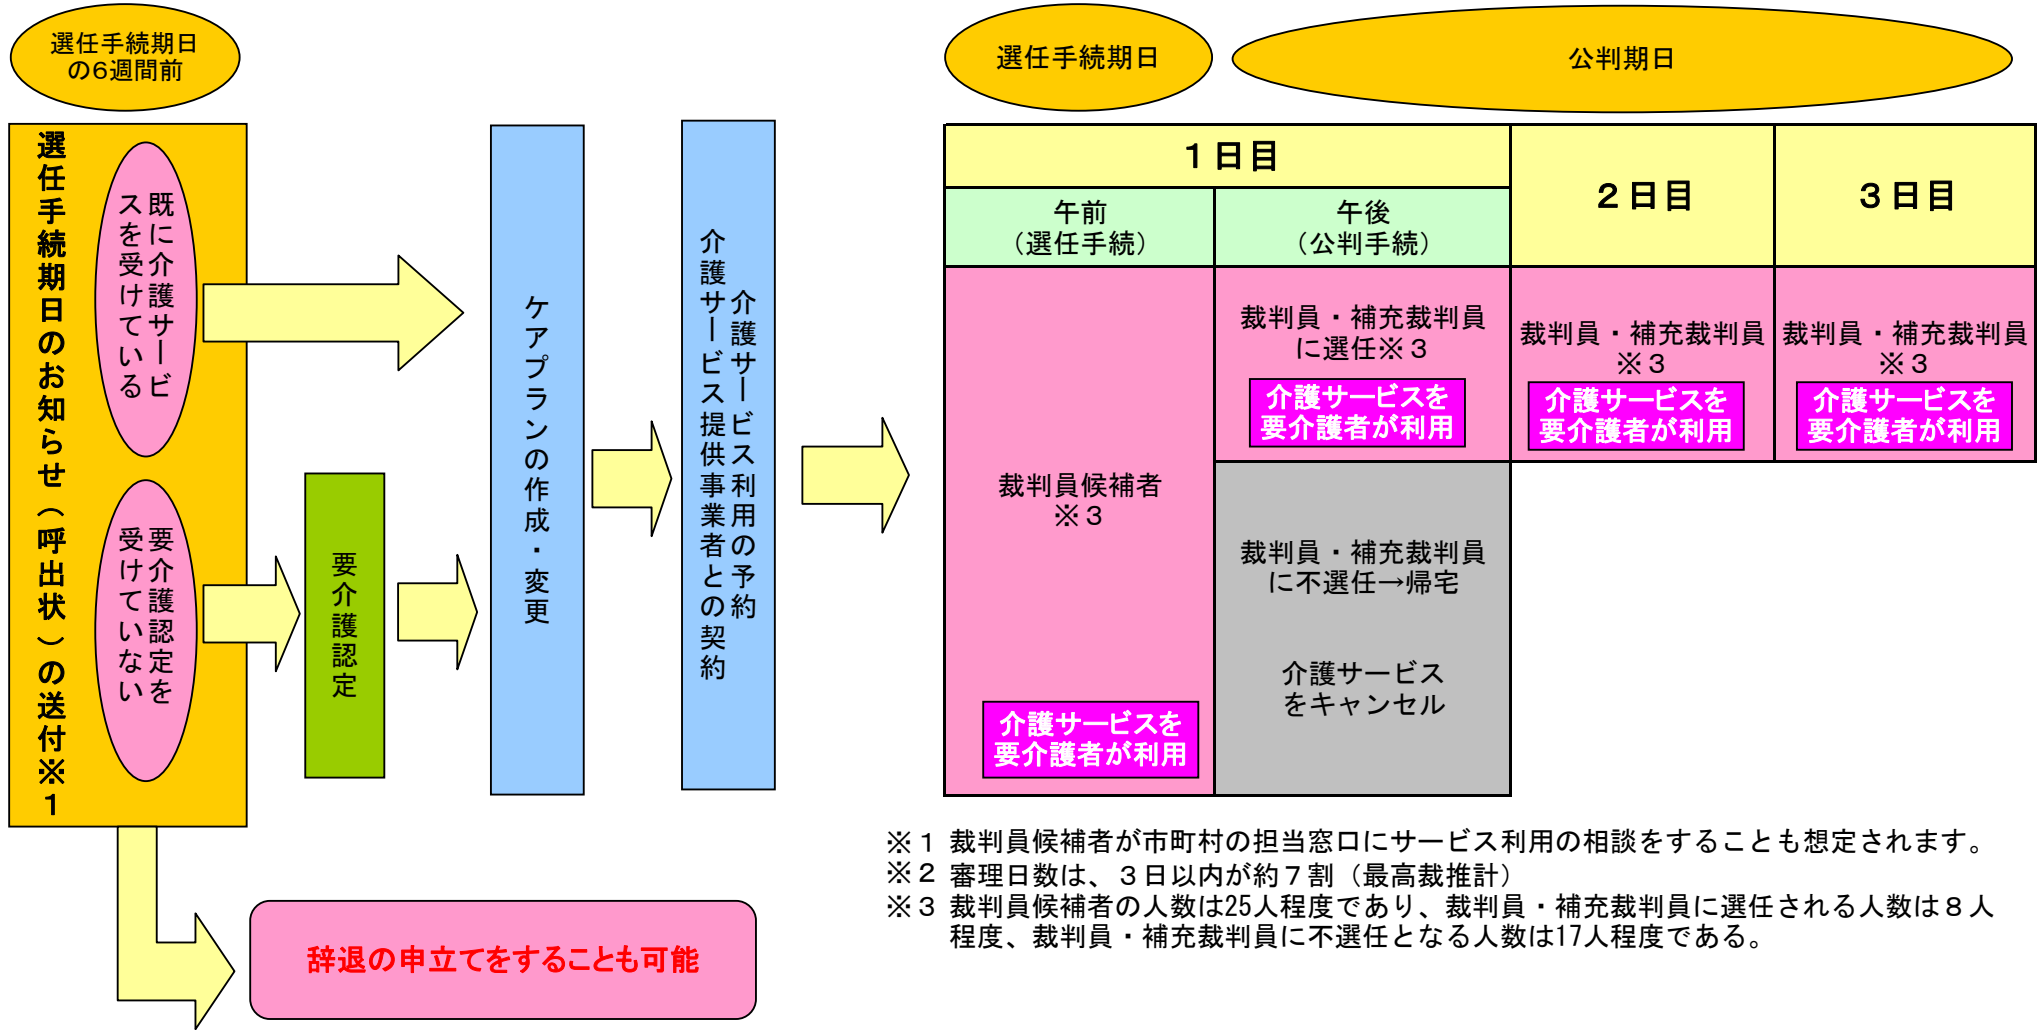 選任手続期日
の6週間前
選任手続期日
公判期日
選任手続期日のお知らせ（呼出状）の送付※１
既に介護サービ
スを受けている
要介護認定を
受けていない
要介護認定
ケアプランの作成・変更
介護サービス利用の予約
介護サービス提供事業者との契約
１日目
２日目
３日目
午前
（選任手続）
午後
（公判手続）
裁判員候補者
※３
介護サービスを
要介護者が利用
裁判員・補充裁判員
に選任※３
介護サービスを
要介護者が利用
裁判員・補充裁判員
※３
介護サービスを
要介護者が利用
裁判員・補充裁判員
※３
介護サービスを
要介護者が利用
裁判員・補充裁判員
に不選任→帰宅
介護サービス
をキャンセル
辞退の申立てをすることも可能
※１ 裁判員候補者が市町村の担当窓口にサービス利用の相談をすることも想定されます。
※２ 審理日数は、３日以内が約７割（最高裁推計）
※３ 裁判員候補者の人数は25人程度であり、裁判員・補充裁判員に選任される人数は８人
程度、裁判員・補充裁判員に不選任となる人数は17人程度である。